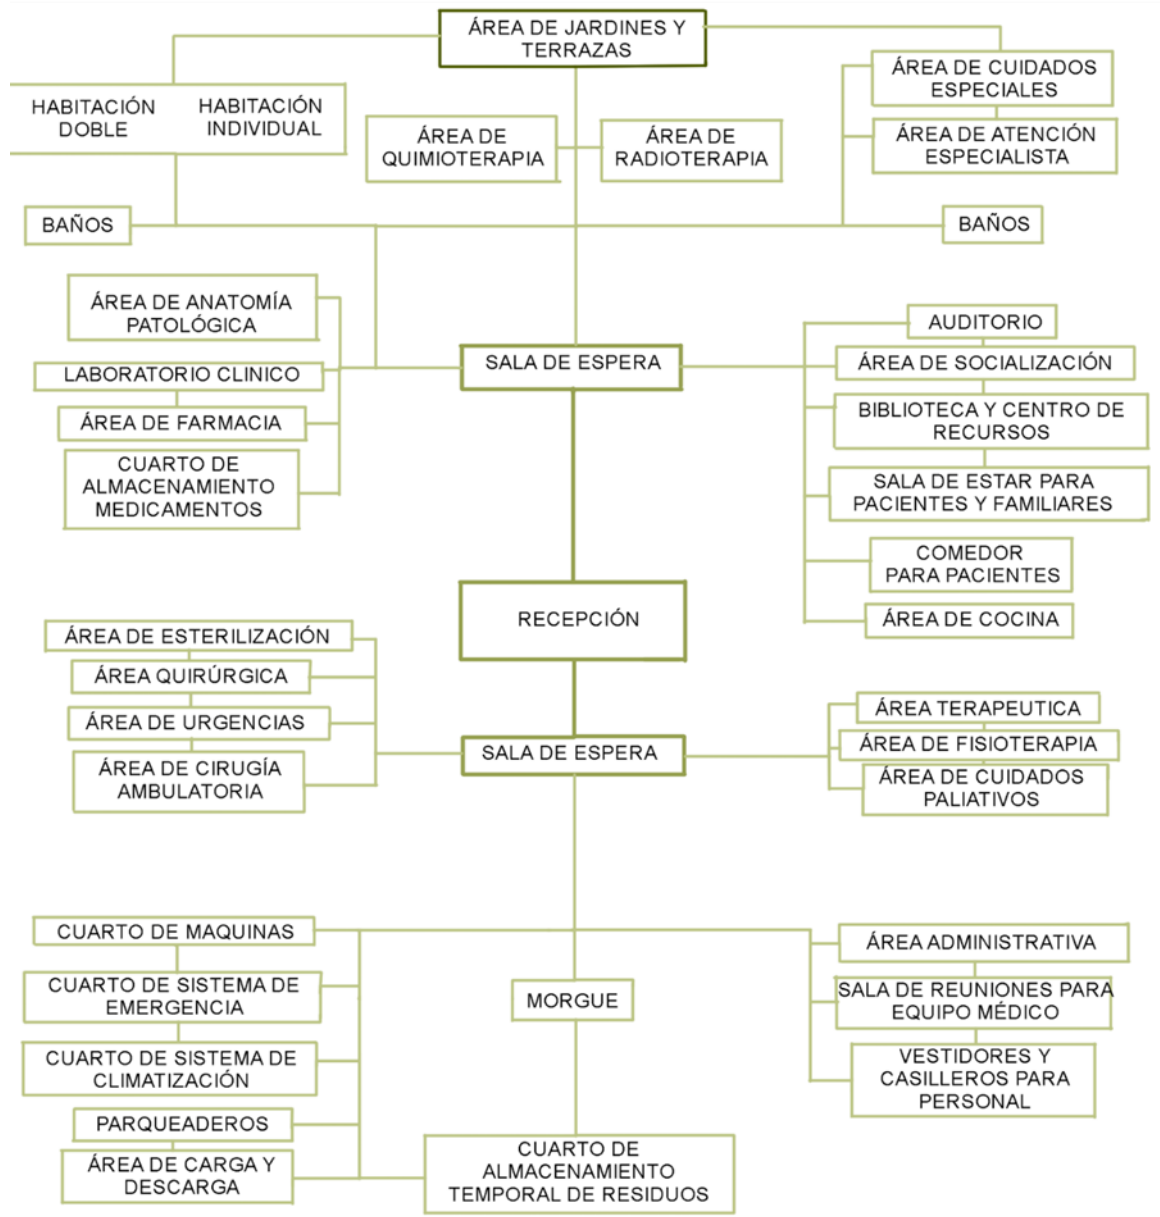 ÁREA DE JARDINES Y
TERRAZAS
HABITACIÓN
DOBLE
HABITACIÓN
INDIVIDUAL
ÁREA DE
QUIMIOTERAPIA
ÁREA DE
RADIOTERAPIA
ÁREA DE CUIDADOS
ESPECIALES
ÁREA DE ATENCIÓN
ESPECIALISTA
BAÑOS
BAÑOS
ÁREA DE ANATOMÍA
PATOLÓGICA
LABORATORIO CLINICO
ÁREA DE FARMACIA
CUARTO DE
ALMACENAMIENTO
MEDICAMENTOS
SALA DE ESPERA
AUDITORIO
ÁREA DE SOCIALIZACIÓN
BIBLIOTECA Y CENTRO DE
RECURSOS
SALA DE ESTAR PARA
PACIENTES Y FAMILIARES
COMEDOR
PARA PACIENTES
ÁREA DE COCINA
RECEPCIÓN
ÁREA DE ESTERILIZACIÓN
ÁREA QUIRÚRGICA
ÁREA DE URGENCIAS
ÁREA DE CIRUGÍA
AMBULATORIA
SALA DE ESPERA
ÁREA TERAPEUTICA
ÁREA DE FISIOTERAPIA
ÁREA DE CUIDADOS
PALIATIVOS
CUARTO DE MAQUINAS
CUARTO DE SISTEMA DE
EMERGENCIA
CUARTO DE SISTEMA DE
CLIMATIZACIÓN
PARQUEADEROS
ÁREA DE CARGA Y
DESCARGA
MORGUE
CUARTO DE
ALMACENAMIENTO
TEMPORAL DE RESIDUOS
ÁREA ADMINISTRATIVA
SALA DE REUNIONES PARA
EQUIPO MÉDICO
VESTIDORES Y
CASILLEROS PARA
PERSONAL